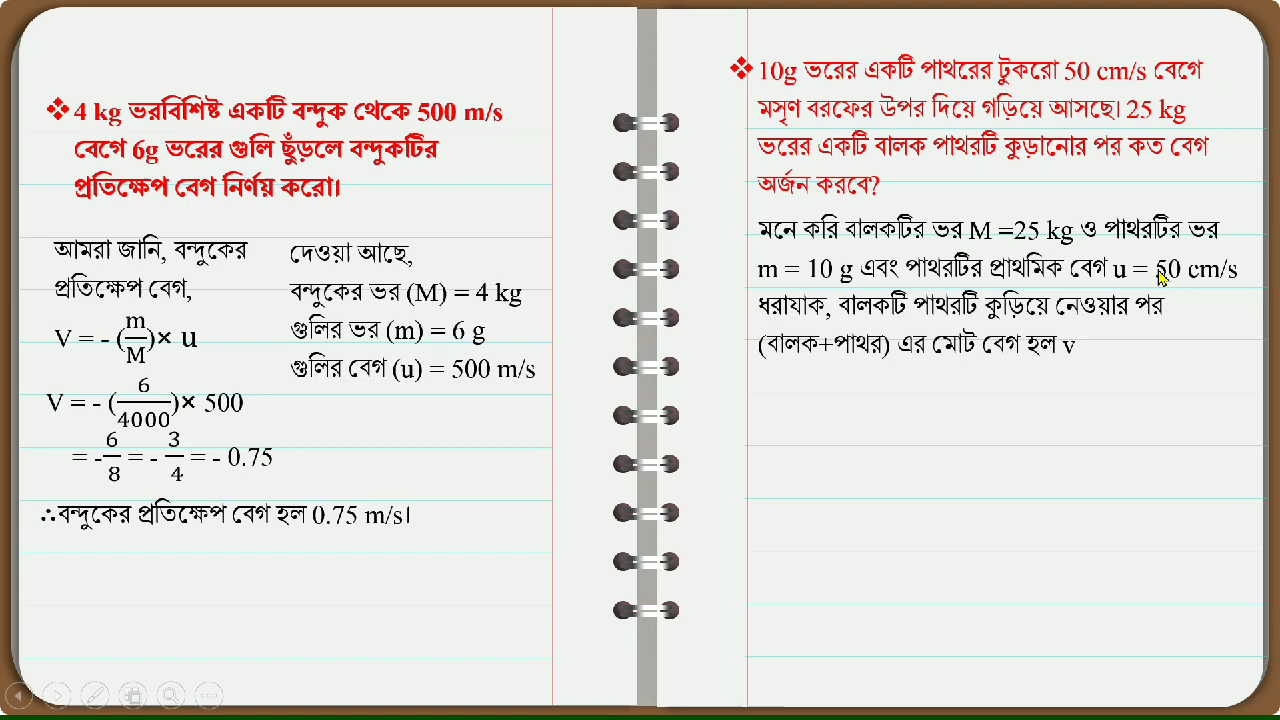 ❖ 4 kg ভরবিশিষ্ট একটি বন্দুক থেকে 500 m/s
বেগে 6g ভরের গুলি ছুঁড়লে বন্দুকটির
প্রতিক্ষেপ বেগ নির্ণয় করো।
আমরা জানি, বন্দুকের
প্রতিক্ষেপ বেগ,
V = - (m/M)× u
V = - (6/4000)× 500
= -6/8 = - 3/4 = - 0.75
∴বন্দুকের প্রতিক্ষেপ বেগ হল 0.75 m/s।
দেওয়া আছে,
বন্দুকের ভর (M) = 4 kg
গুলির ভর (m) = 6 g
গুলির বেগ (u) = 500 m/s
❖ 10g ভরের একটি পাথরের টুকরো 50 cm/s বেগে
মসৃণ বরফের উপর দিয়ে গড়িয়ে আসছে। 25 kg
ভরের একটি বালক পাথরটি কুড়ানোর পর কত বেগ
অর্জন করবে?
মনে করি বালকটির ভর M =25 kg ও পাথরটির ভর
m = 10 g এবং পাথরটির প্রাথমিক বেগ u = 50 cm/s
ধরাযাক, বালকটি পাথরটি কুড়িয়ে নেওয়ার পর
(বালক+পাথর) এর মোট বেগ হল v